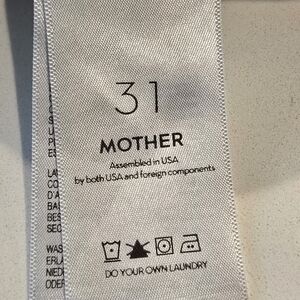 31
MOTHER
Assembled in USA
by both USA and foreign components
DO YOUR OWN LAUNDRY